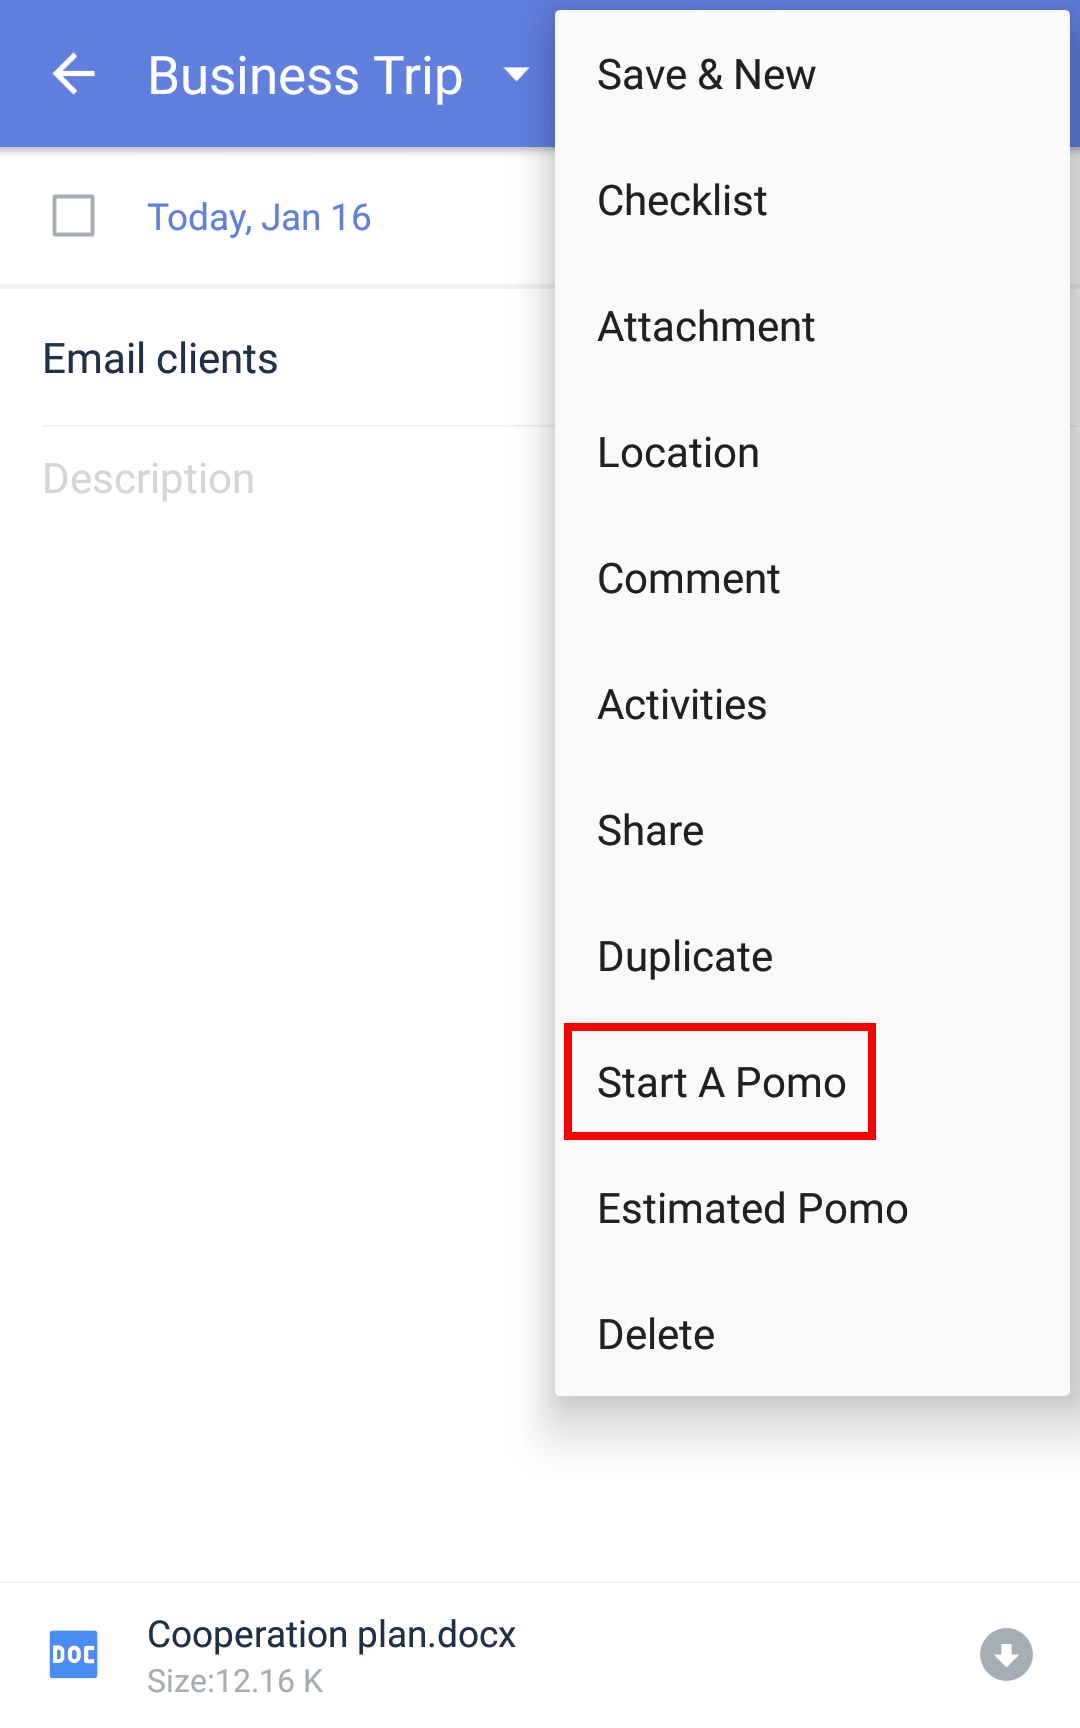 Business Trip
Today, Jan 16
Email clients
Description
Save & New
Checklist
Attachment
Location
Comment
Activities
Share
Duplicate
Start A Pomo
Estimated Pomo
Delete
DOC
Cooperation plan.docx
Size:12.16 K